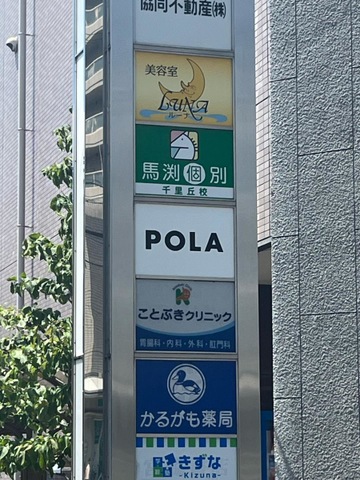 協同不動産㈱
美容室
LUNA
ルーナ
馬渕個別
千里丘校
POLA
ことぶきクリニック
胃腸科・内科・外科・肛門科
かるがも薬局
きずな
-Kizuna-